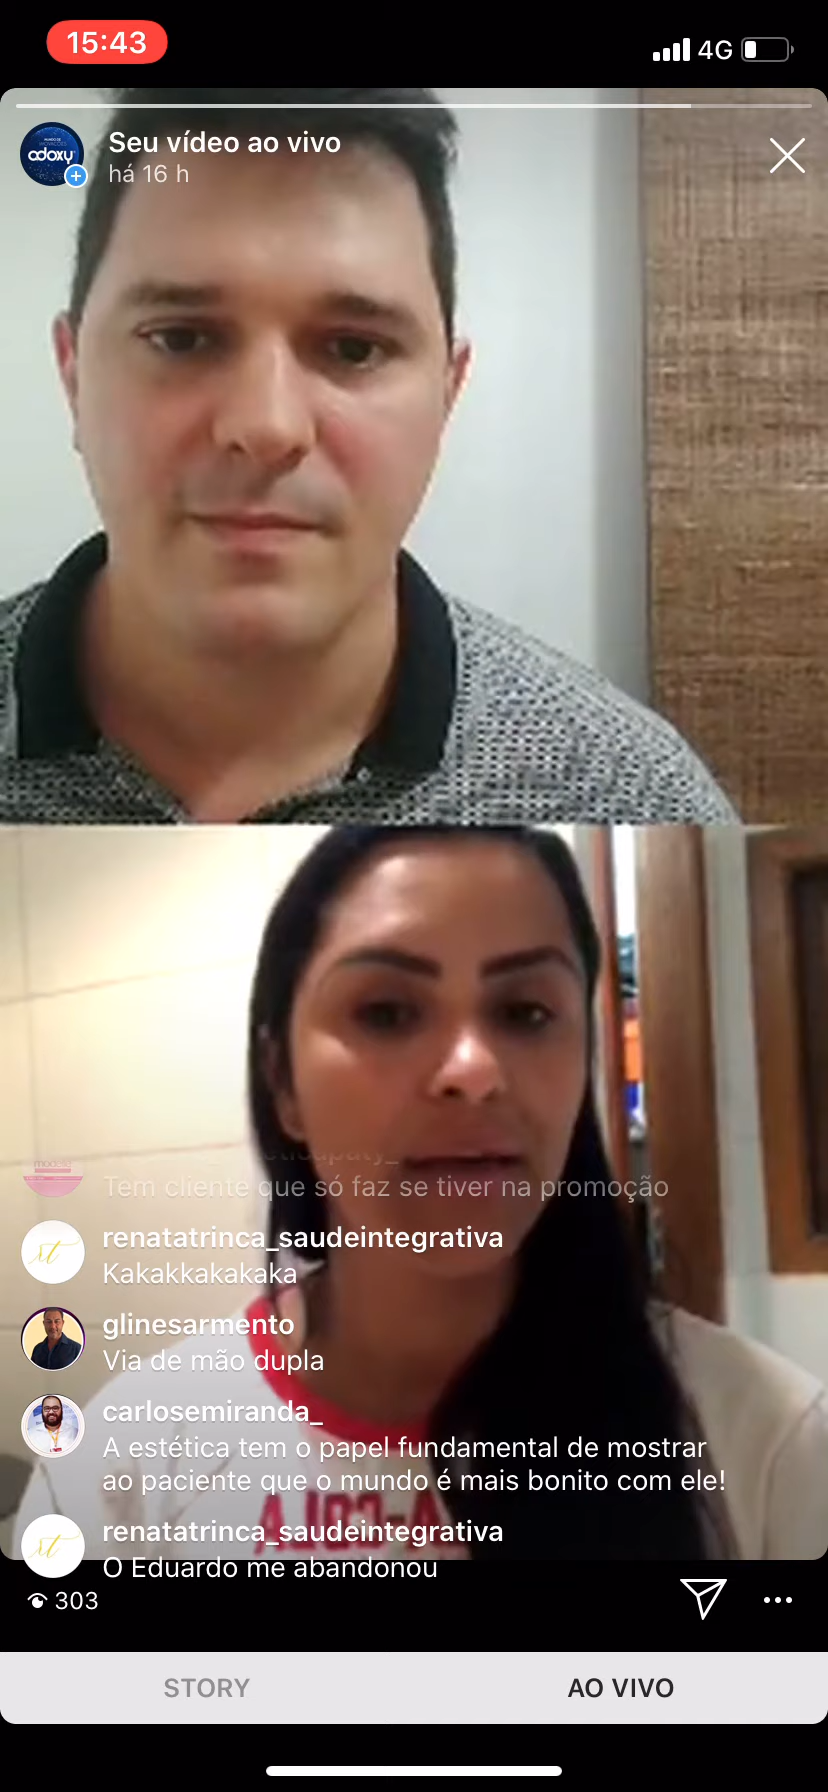 15:43
4G
adoxy
Seu vídeo ao vivo
há 16 h
Tem cliente que só faz se tiver na promoção
renatatrinca_saudeintegrativa
Kakakkakakaka
glinesarmento
Via de mão dupla
carlosemiranda_
A estética tem o papel fundamental de mostrar
ao paciente que o mundo é mais bonito com ele!
renatatrinca_saudeintegrativa
O Eduardo me abandonou
303
STORY
AO VIVO